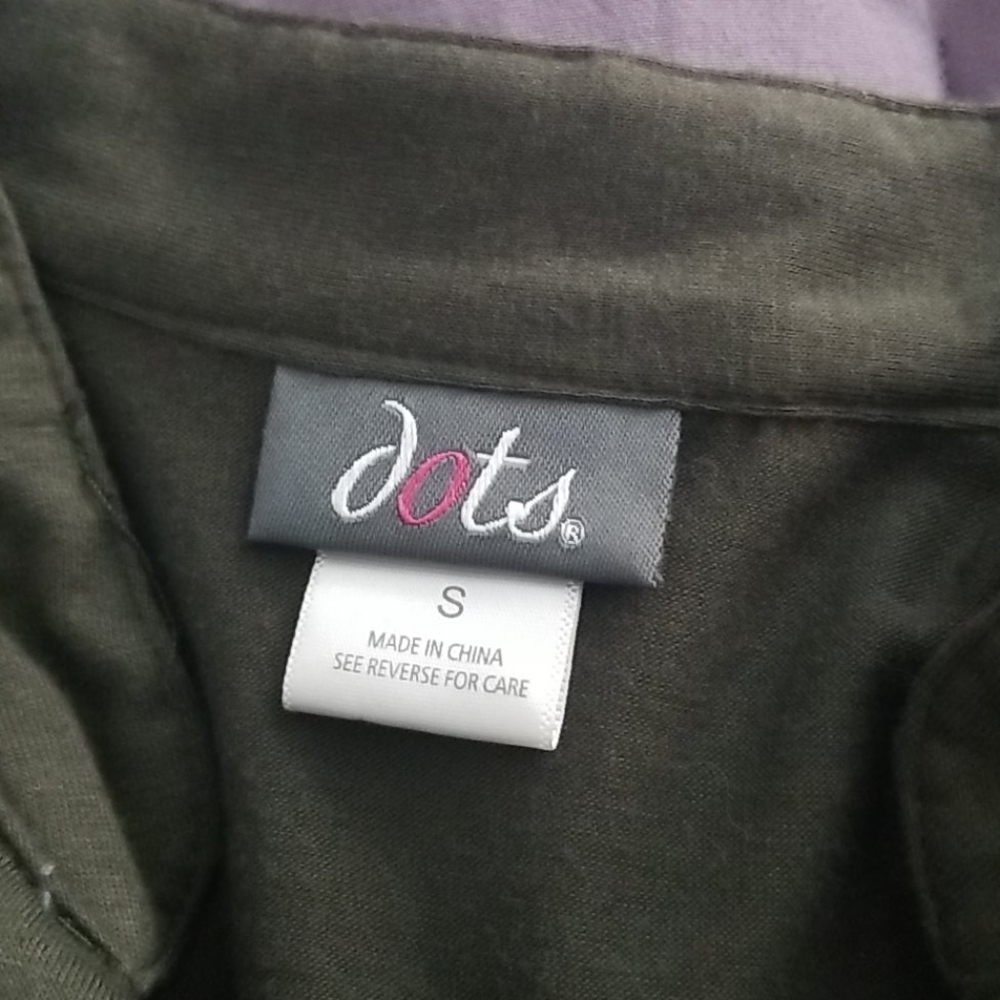 dots®
S
MADE IN CHINA
SEE REVERSE FOR CARE